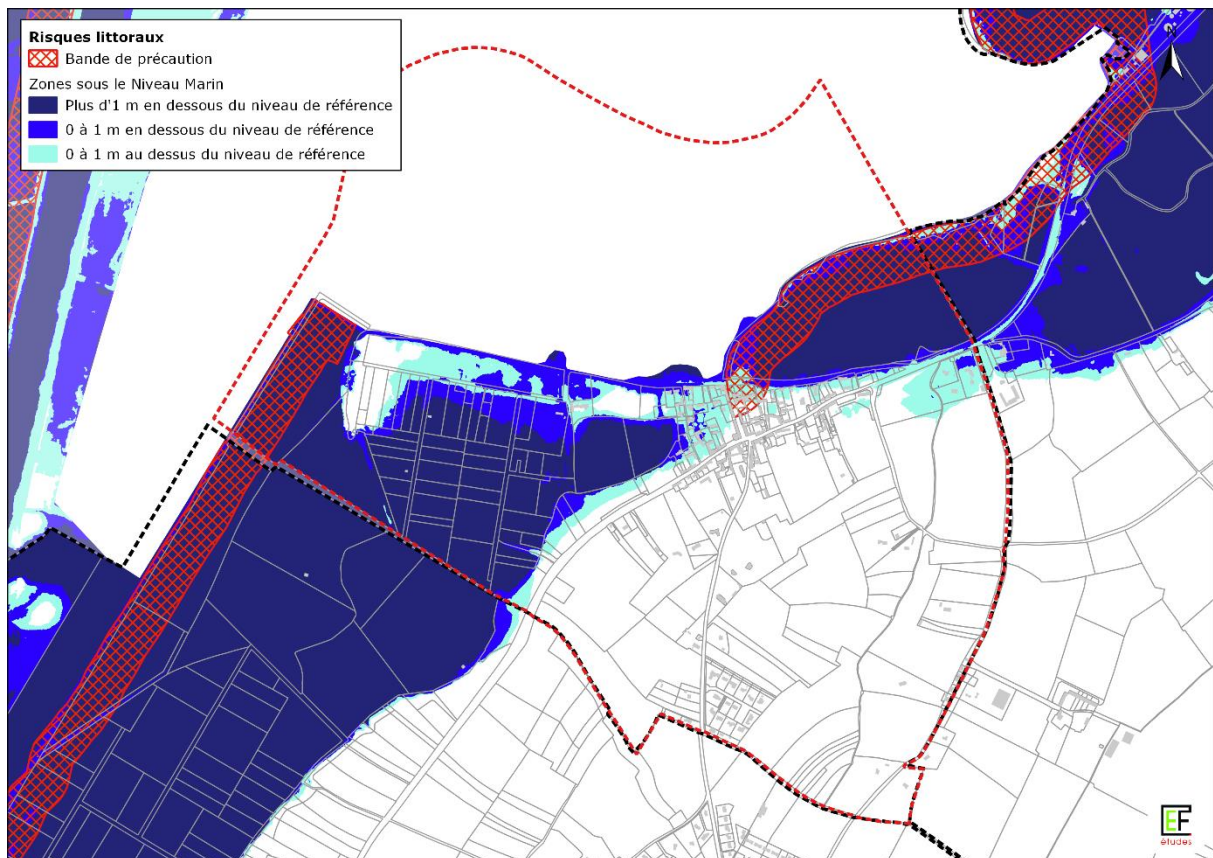 Risques littoraux
Bande de précaution
Zones sous le Niveau Marin
Plus d'1 m en dessous du niveau de référence
0 à 1 m en dessous du niveau de référence
0 à 1 m au dessus du niveau de référence
N
EF
études